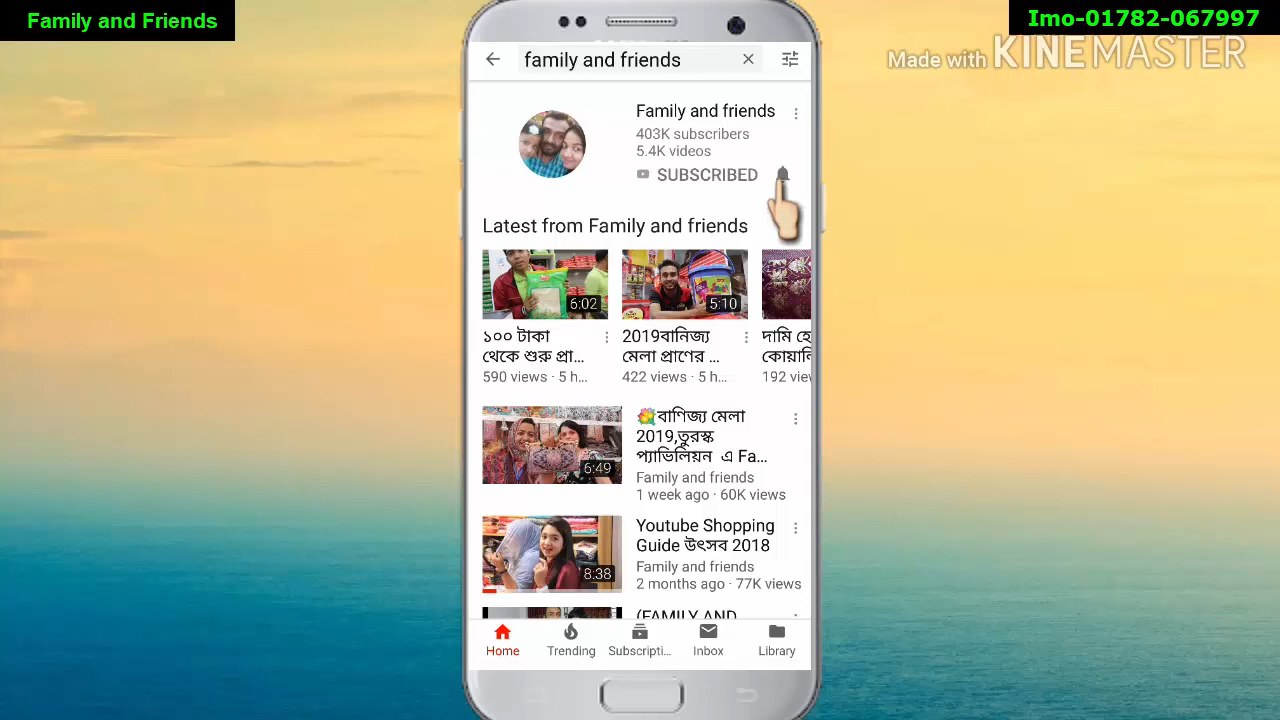 Family and Friends
Imo-01782-067997
Made with KINEMASTER
family and friends
Family and friends
403K subscribers
5.4K videos
SUBSCRIBED
Latest from Family and friends
6:02
5:10
১০০ টাকা
থেকে শুরু প্রা...
590 views · 5 h...
2019বানিজ্য
মেলা প্রাণের ...
422 views · 5 h...
দামি হে
কোয়ালি
192 view
6:49
বাণিজ্য মেলা
2019,তুরস্ক
প্যাভিলিয়ন এ Fa...
Family and friends
1 week ago · 60K views
8:38
Youtube Shopping
Guide উৎসব 2018
Family and friends
2 months ago · 77K views
(FAMILY AND
Home
Trending
Subscripti...
Inbox
Library